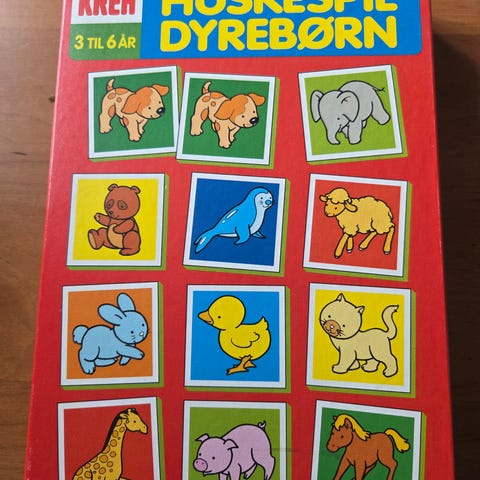 KREA
HUSKESPIL
3 TIL 6 ÅR
DYREBØRN